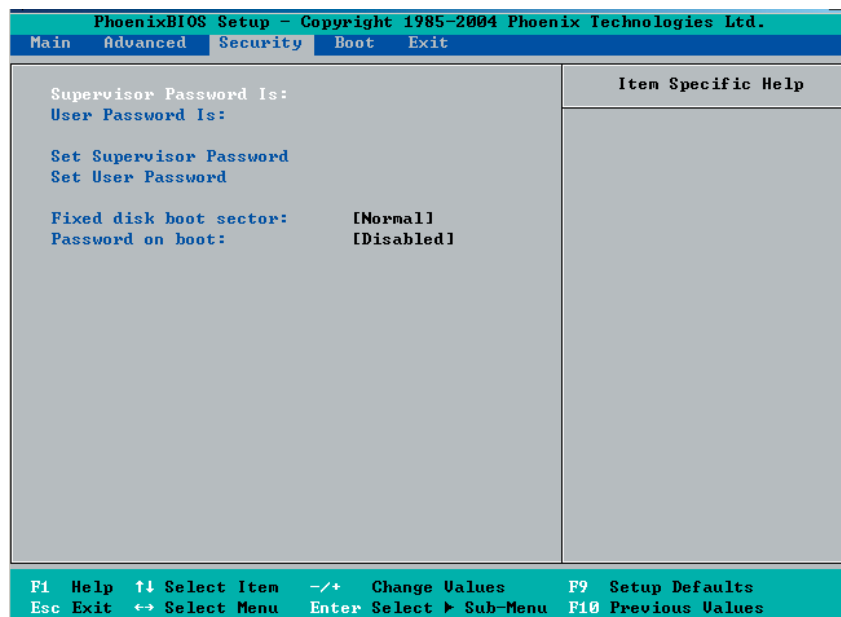 PhoenixBIOS Setup - Copyright 1985-2004 Phoenix Technologies Ltd.
Main Advanced Security Boot Exit
Item Specific Help
Supervisor Password Is:
User Password Is:
Set Supervisor Password
Set User Password
Fixed disk boot sector: [Normal]
Password on boot: [Disabled]
F1 Help ↑↓ Select Item -/+ Change Values F9 Setup Defaults
Esc Exit ↔ Select Menu Enter Select ▶ Sub-Menu F10 Previous Values